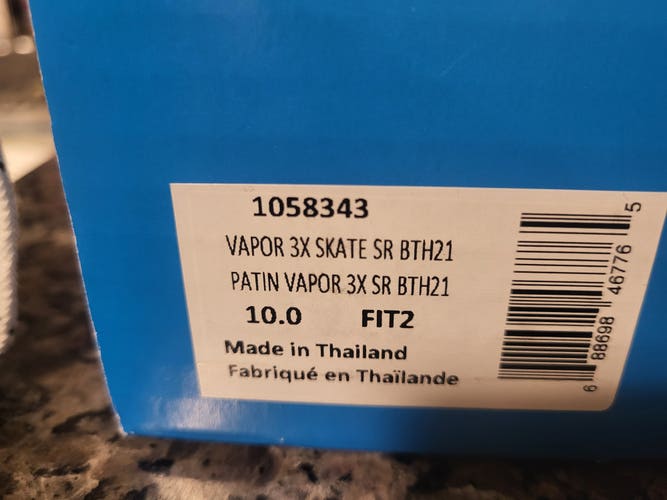 1058343
VAPOR 3X SKATE SR BTH21
PATIN VAPOR 3X SR BTH21
10.0 FIT2
Made in Thailand
Fabriqué en Thaïlande
6 88698 46776 5